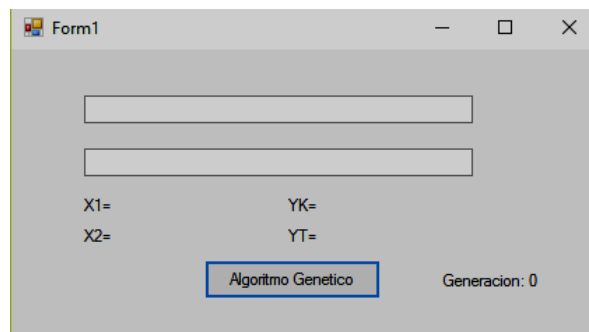 Form1
X1= YK=
X2= YT=
Algoritmo Genetico Generacion: 0